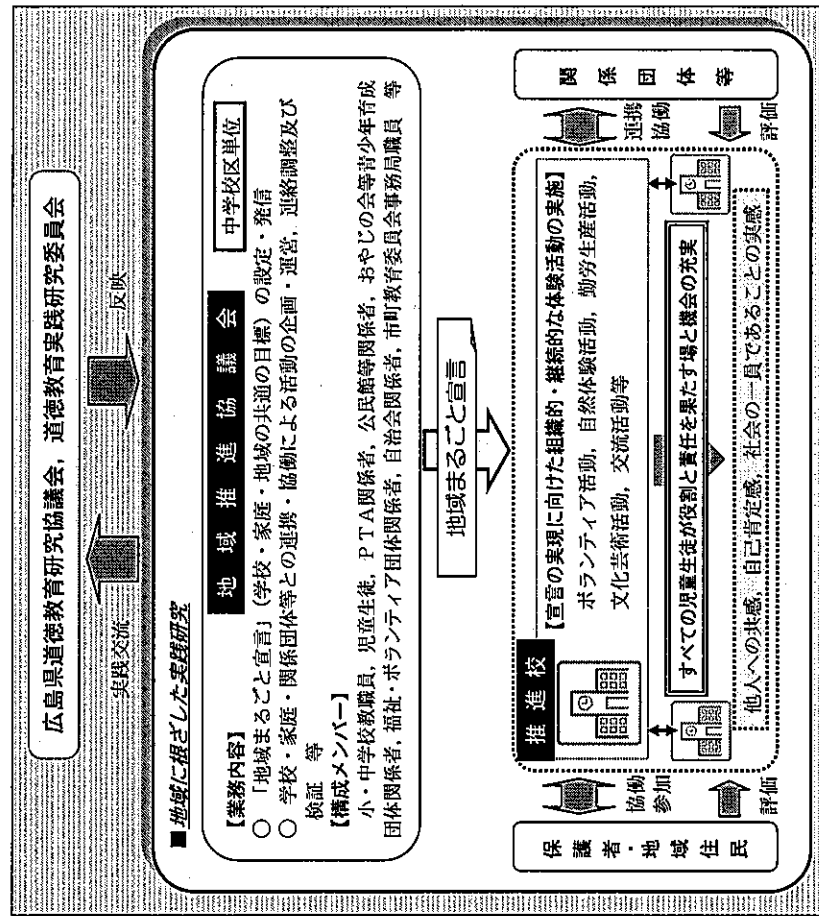 広島県道徳教育研究協議会，道徳教育実践研究委員会
実践交流
反映
■地域に根ざした実践研究
地域推進協議会
中学校区単位
【業務内容】
○ 「地域まるごと宣言」(学校・家庭・地域の共通の目標) の設定・発信
○ 学校・家庭・関係団体等との連携・協働による活動の企画・運営，連絡調整及び
検証 等
【構成メンバー】
小・中学校教職員，児童生徒，ＰＴＡ関係者，公民館等関係者，おやじの会等青少年育成
団体関係者，福祉・ボランティア団体関係者，自治会関係者，市町教育委員会事務局職員 等
地域まるごと宣言
保護者・地域住民
協働
参加
評価
推進校
【宣言の実現に向けた組織的・継続的な体験活動の実施】
ボランティア活動，自然体験活動，勤労生産活動，
文化芸術活動，交流活動等
すべての児童生徒が役割と責任を果たす場と機会の充実
他人への共感，自己肯定感，社会の一員であることの実感
連携
協働
評価
関係団体等